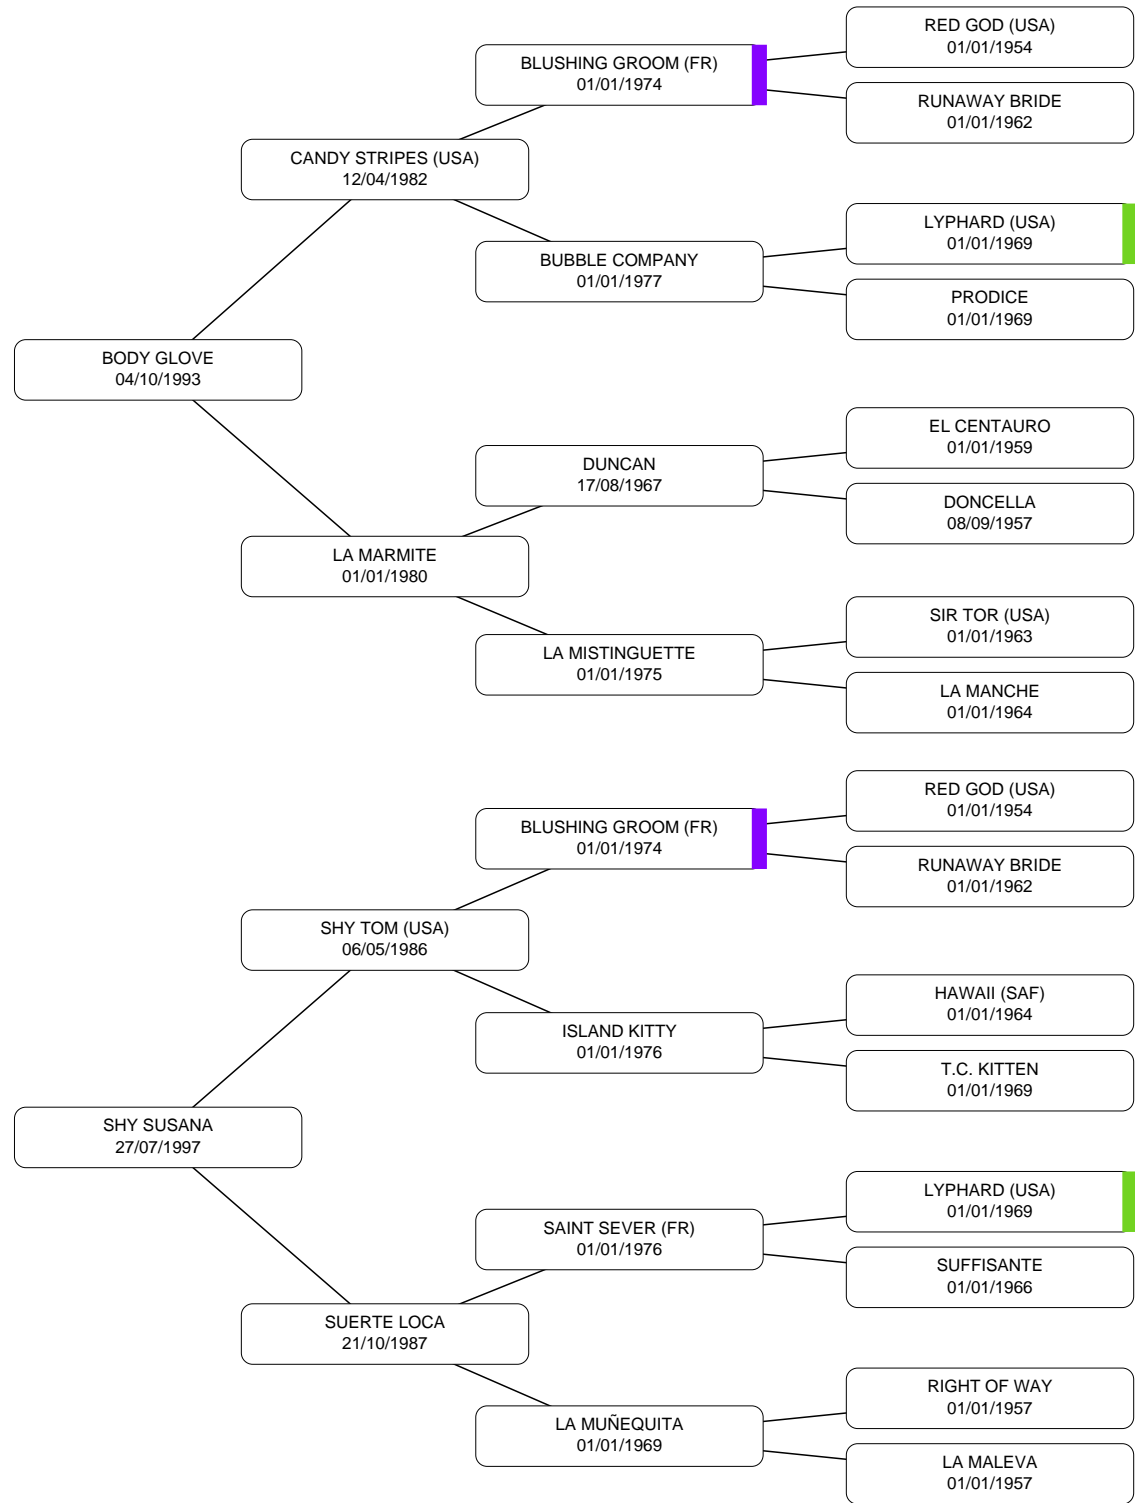 RED GOD (USA)
01/01/1954
BLUSHING GROOM (FR)
01/01/1974
RUNAWAY BRIDE
01/01/1962
CANDY STRIPES (USA)
12/04/1982
LYPHARD (USA)
01/01/1969
BUBBLE COMPANY
01/01/1977
PRODICE
01/01/1969
BODY GLOVE
04/10/1993
EL CENTAURO
01/01/1959
DUNCAN
17/08/1967
DONCELLA
08/09/1957
LA MARMITE
01/01/1980
SIR TOR (USA)
01/01/1963
LA MISTINGUETTE
01/01/1975
LA MANCHE
01/01/1964
RED GOD (USA)
01/01/1954
BLUSHING GROOM (FR)
01/01/1974
RUNAWAY BRIDE
01/01/1962
SHY TOM (USA)
06/05/1986
HAWAII (SAF)
01/01/1964
ISLAND KITTY
01/01/1976
T.C. KITTEN
01/01/1969
SHY SUSANA
27/07/1997
LYPHARD (USA)
01/01/1969
SAINT SEVER (FR)
01/01/1976
SUFFISANTE
01/01/1966
SUERTE LOCA
21/10/1987
RIGHT OF WAY
01/01/1957
LA MUÑEQUITA
01/01/1969
LA MALEVA
01/01/1957